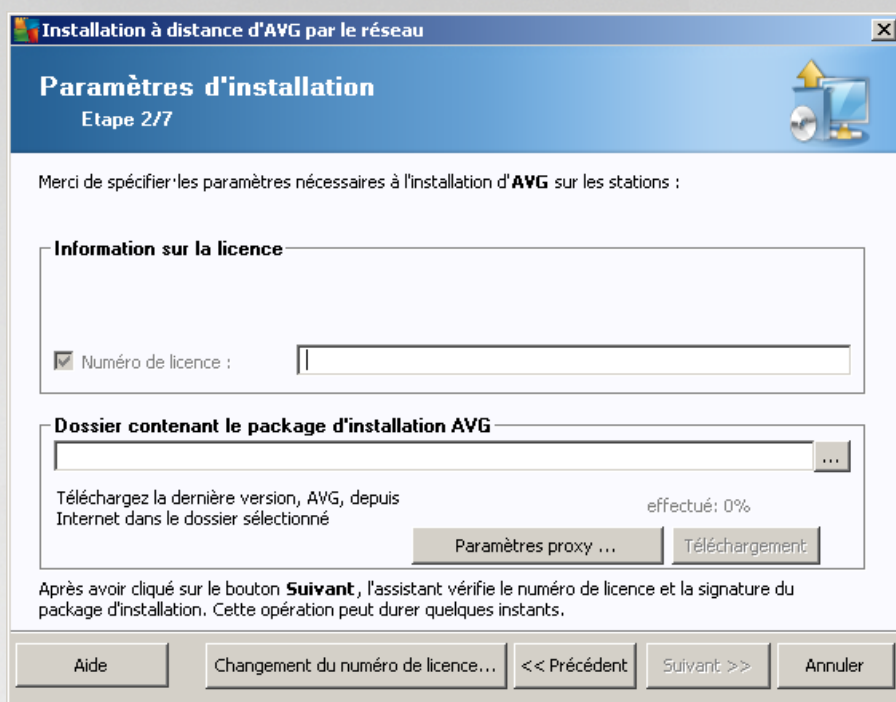 Installation à distance d'AVG par le réseau
Paramètres d'installation
Etape 2/7
Merci de spécifier·les paramètres nécessaires à l'installation d'AVG sur les stations :
Information sur la licence
Numéro de licence :
Dossier contenant le package d'installation AVG
...
Téléchargez la dernière version, AVG, depuis
Internet dans le dossier sélectionné
effectué: 0%
Paramètres proxy ...
Téléchargement
Après avoir cliqué sur le bouton Suivant, l'assistant vérifie le numéro de licence et la signature du
package d'installation. Cette opération peut durer quelques instants.
Aide
Changement du numéro de licence...
<< Précédent
Suivant >>
Annuler